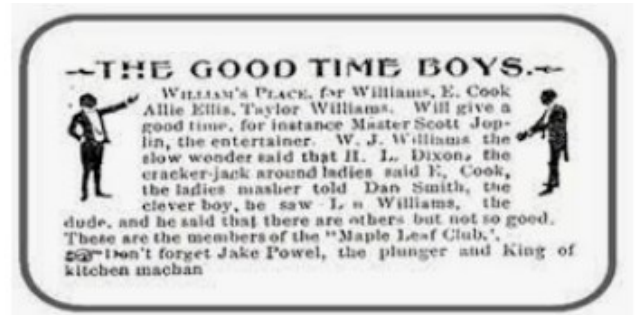 THE GOOD TIME BOYS.
WILLIAM'S PLACE, for Williams, E. Cook
Allie Ellis, Taylor Williams. Will give a
good time, for instance Master Scott Jop-
lin, the entertainer. W. J. Williams the
slow wonder said that H. L. Dixon, the
cracker-jack around ladies said E. Cook,
the ladies masher told Dan Smith, the
clever boy, he saw Williams, the
dude, and he said that there are others but not so good.
These are the members of the "Maple Leaf Club.'
Don't forget Jake Powel, the plunger and King of
kitchen